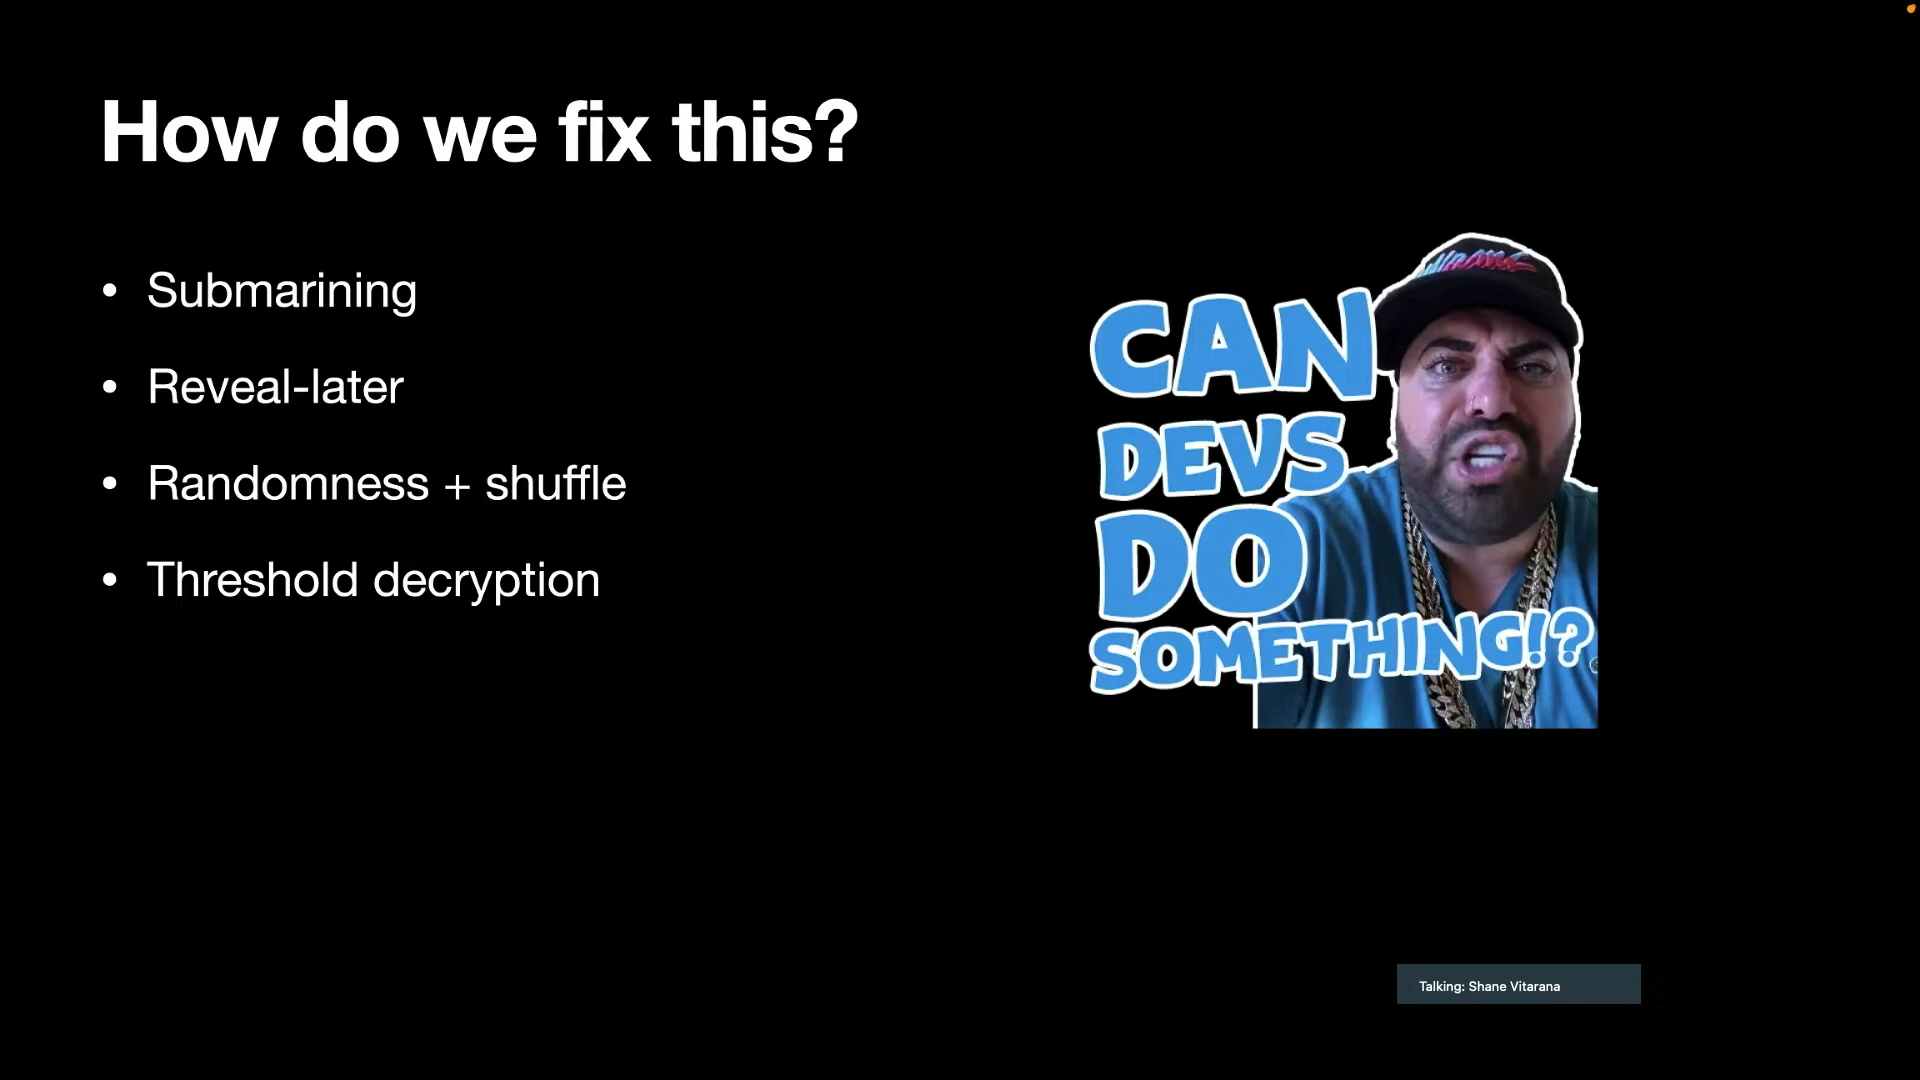 How do we fix this?
• Submarining
• Reveal-later
• Randomness + shuffle
• Threshold decryption
CAN
DEVS
DO
SOMETHING!?
Talking: Shane Vitarana